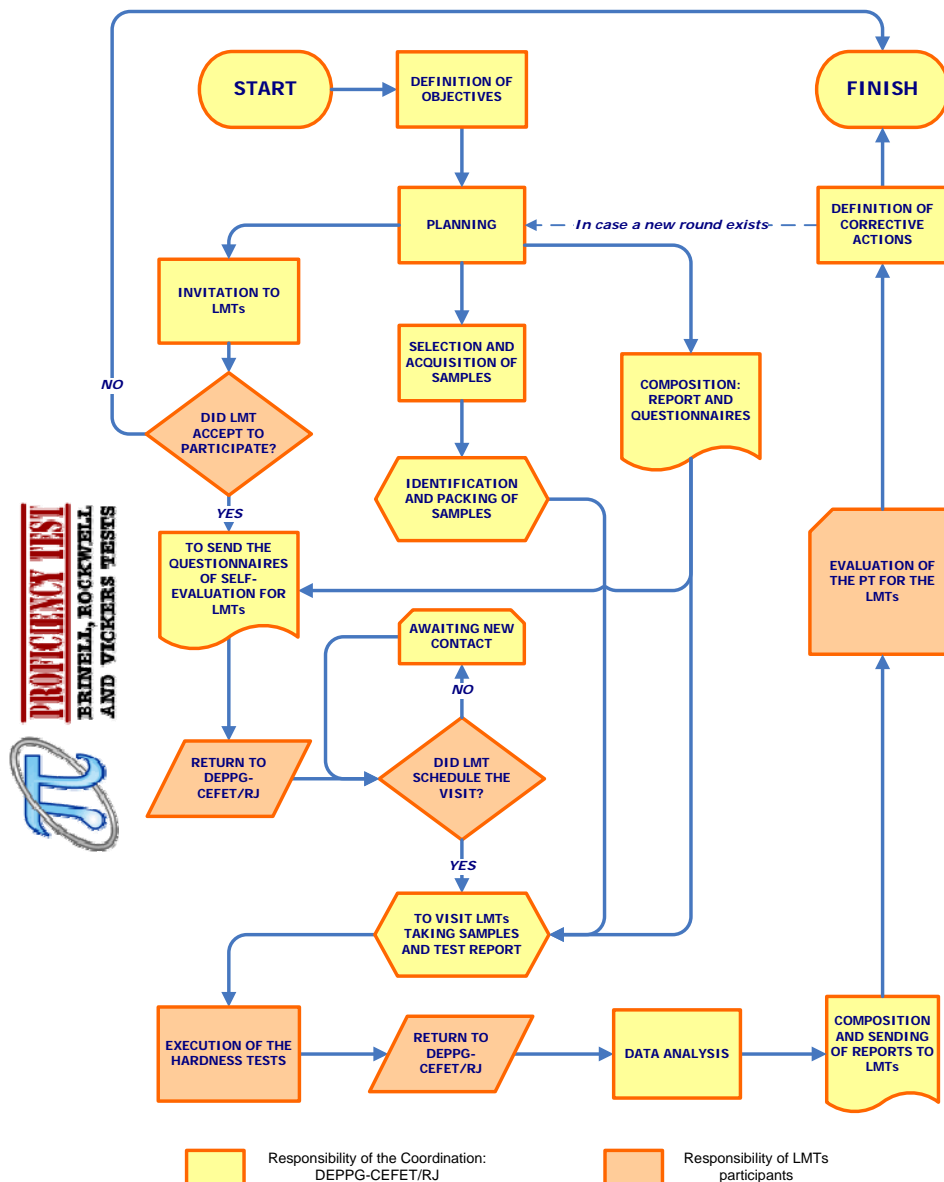 START
DEFINITION OF
OBJECTIVES
FINISH
PLANNING
In case a new round exists
DEFINITION OF
CORRECTIVE
ACTIONS
INVITATION TO
LMTs
SELECTION AND
ACQUISITION OF
SAMPLES
COMPOSITION:
REPORT AND
QUESTIONNAIRES
NO
DID LMT
ACCEPT TO
PARTICIPATE?
IDENTIFICATION
AND PACKING OF
SAMPLES
YES
TO SEND THE
QUESTIONNAIRES
OF SELF-
EVALUATION FOR
LMTs
EVALUATION OF
THE PT FOR THE
LMTs
PROFICIENCY TEST
BRINELL, ROCKWELL
AND VICKERS TESTS
AWAITING NEW
CONTACT
NO
RETURN TO
DEPPG-
CEFET/RJ
DID LMT
SCHEDULE THE
VISIT?
YES
TO VISIT LMTs
TAKING SAMPLES
AND TEST REPORT
EXECUTION OF THE
HARDNESS TESTS
RETURN TO
DEPPG-
CEFET/RJ
DATA ANALYSIS
COMPOSITION
AND SENDING
OF REPORTS TO
LMTs
Responsibility of the Coordination:
DEPPG-CEFET/RJ
Responsibility of LMTs
participants